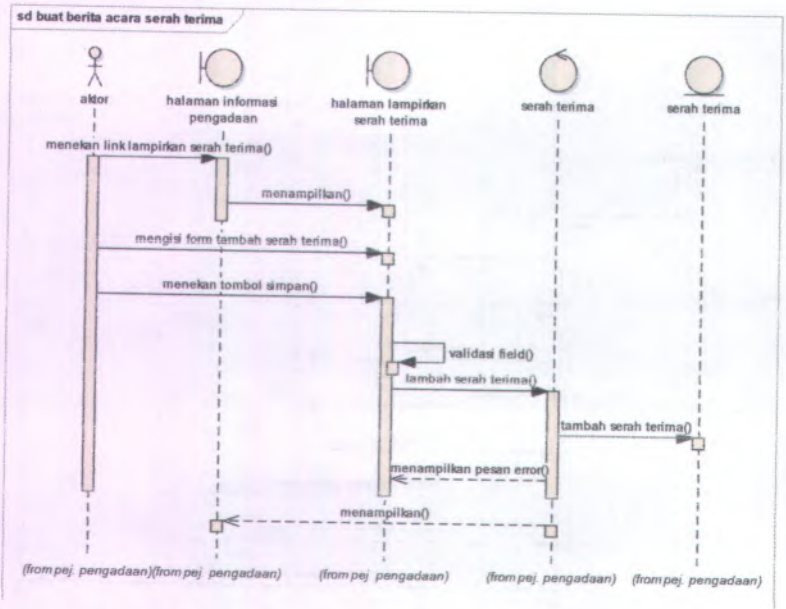 sd buat berita acara serah terima
aktor
halaman informasi
pengadaan
halaman lampirkan
serah terima
serah terima
serah terima
menekan link lampirkan serah terima()
menampilkan()
mengisi form tambah serah terima()
menekan tombol simpan()
validasi field()
tambah serah terima()
tambah serah terima()
menampilkan pesan error()
menampilkan()
(from pej. pengadaan)(from pej. pengadaan)
(from pej. pengadaan)
(from pej. pengadaan)
(from pej. pengadaan)